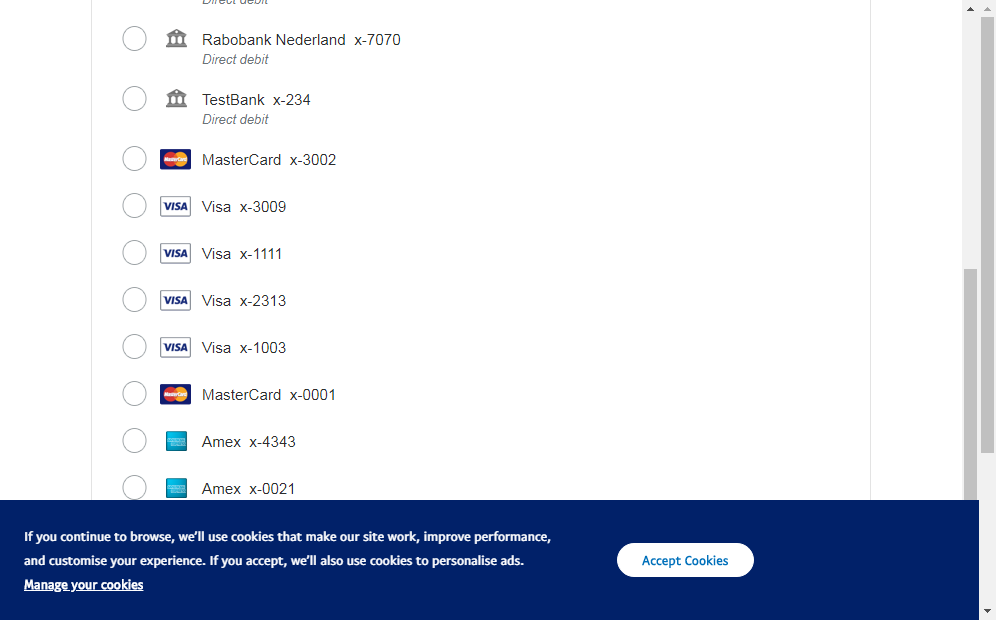 Direct debit
Rabobank Nederland x-7070
Direct debit
TestBank x-234
Direct debit
MasterCard MasterCard x-3002
VISA Visa x-3009
VISA Visa x-1111
VISA Visa x-2313
VISA Visa x-1003
MasterCard MasterCard x-0001
Amex x-4343
Amex x-0021
If you continue to browse, we'll use cookies that make our site work, improve performance,
and customise your experience. If you accept, we'll also use cookies to personalise ads.
Manage your cookies
Accept Cookies